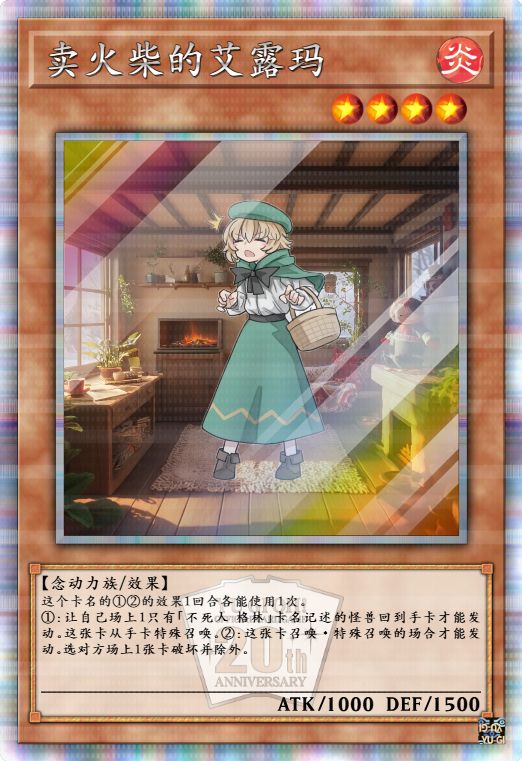 卖火柴的艾露玛
炎
【念动力族/效果】
这个卡名的①②的效果1回合各能使用1次。
①:让自己场上1只有「不死人 格林」卡名记述的怪兽回到手卡才能发
动。这张卡从手卡特殊召唤。②:这张卡召唤·特殊召唤的场合才能发
动。选对方场上1张卡破坏并除外。
20th
ANNIVERSARY
ATK/1000 DEF/1500